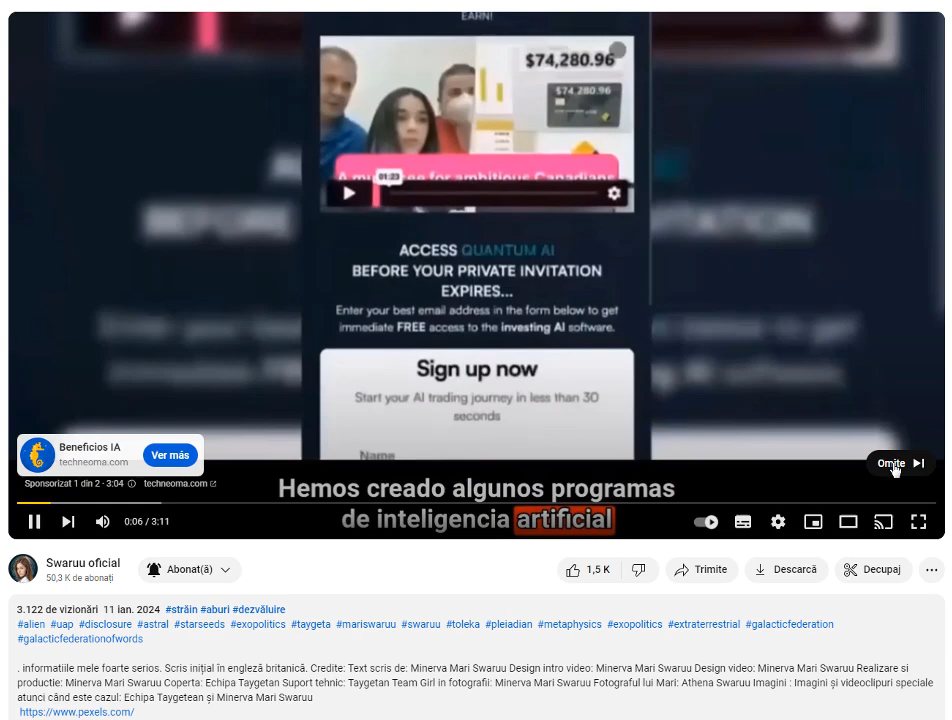 EARN!
$74,280.96
$74,280.96
A mu ee for ambitious Canadians
01:23
ACCESS QUANTUM AI
BEFORE YOUR PRIVATE INVITATION
EXPIRES...
Enter your best email address in the form below to get
immediate FREE access to the investing AI software.
Sign up now
Start your AI trading journey in less than 30
seconds
Name
Beneficios IA
techneoma.com
Ver más
Omite
Sponsorizat 1 din 2 · 3:04
techneoma.com
Hemos creado algunos programas
de inteligencia artificial
0:06 / 3:11
Swaruu oficial
50,3 K de abonați
Abonat(ă)
1,5 K
Trimite
Descarcă
Decupaj
3.122 de vizionări 11 ian. 2024 #străin #aburi #dezvăluire
#alien #uap #disclosure #astral #starseeds #exopolitics #taygeta #mariswaruu #swaruu #toleka #pleiadian #metaphysics #exopolitics #extraterrestrial #galacticfederation
#galacticfederationofwords
. informatiile mele foarte serios. Scris inițial în engleză britanică. Credite: Text scris de: Minerva Mari Swaruu Design intro video: Minerva Mari Swaruu Design video: Minerva Mari Swaruu Realizare si
productie: Minerva Mari Swaruu Coperta: Echipa Taygetan Suport tehnic: Taygetan Team Girl in fotografii: Minerva Mari Swaruu Fotograful lui Mari: Athena Swaruu Imagini : Imagini și videoclipuri speciale
atunci când este cazul: Echipa Taygetean și Minerva Mari Swaruu
https://www.pexels.com/